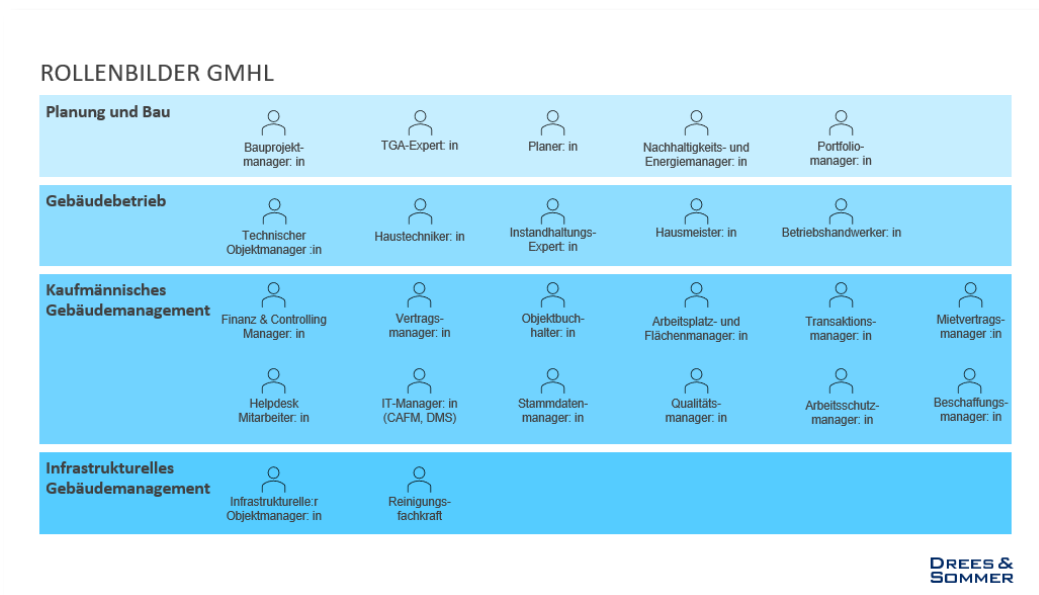 ROLLENBILDER GMHL
Planung und Bau
Bauprojekt-
manager: in
TGA-Expert: in
Planer: in
Nachhaltigkeits- und
Energiemanager: in
Portfolio-
manager: in
Gebäudebetrieb
Technischer
Objektmanager :in
Haustechniker: in
Instandhaltungs-
Expert: in
Hausmeister: in
Betriebshandwerker: in
Kaufmännisches
Gebäudemanagement
Finanz & Controlling
Manager: in
Vertrags-
manager: in
Objektbuch-
halter: in
Arbeitsplatz- und
Flächenmanager: in
Transaktions-
manager: in
Mietvertrags-
manager :in
Helpdesk
Mitarbeiter: in
IT-Manager: in
(CAFM, DMS)
Stammdaten-
manager: in
Qualitäts-
manager: in
Arbeitsschutz-
manager: in
Beschaffungs-
manager: in
Infrastrukturelles
Gebäudemanagement
Infrastrukturelle:r
Objektmanager: in
Reinigungs-
fachkraft
DREES &
SOMMER